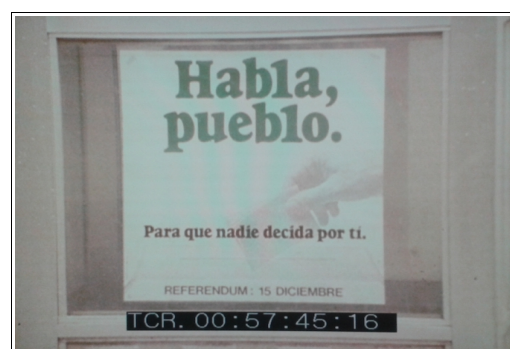 Habla,
pueblo.
Para que nadie decida por ti.
REFERENDUM : 15 DICIEMBRE
TCR. 00:57:45:16